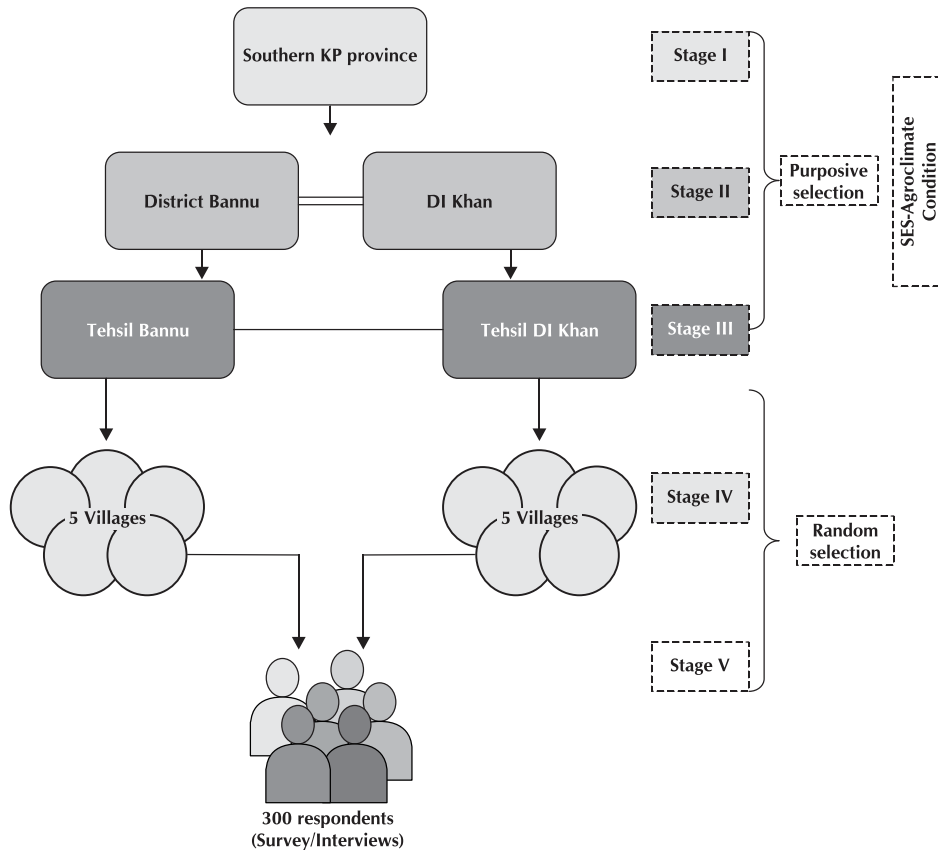 Southern KP province
Stage I
District Bannu
DI Khan
Stage II
Purposive
selection
SES-Agroclimate
Condition
Tehsil Bannu
Tehsil DI Khan
Stage III
5 Villages
5 Villages
Stage IV
Random
selection
Stage V
300 respondents
(Survey/Interviews)